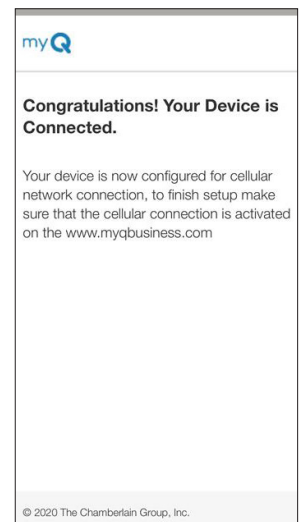 myQ
Congratulations! Your Device is
Connected.
Your device is now configured for cellular
network connection, to finish setup make
sure that the cellular connection is activated
on the www.myqbusiness.com
© 2020 The Chamberlain Group, Inc.